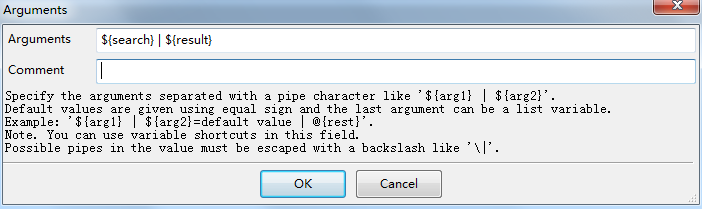 Arguments
Arguments ${search} | ${result}
Comment
Specify the arguments separated with a pipe character like '${arg1} | ${arg2}'.
Default values are given using equal sign and the last argument can be a list variable.
Example: '${arg1} | ${arg2}=default value | @{rest}'.
Note. You can use variable shortcuts in this field.
Possible pipes in the value must be escaped with a backslash like '\|'.
OK Cancel